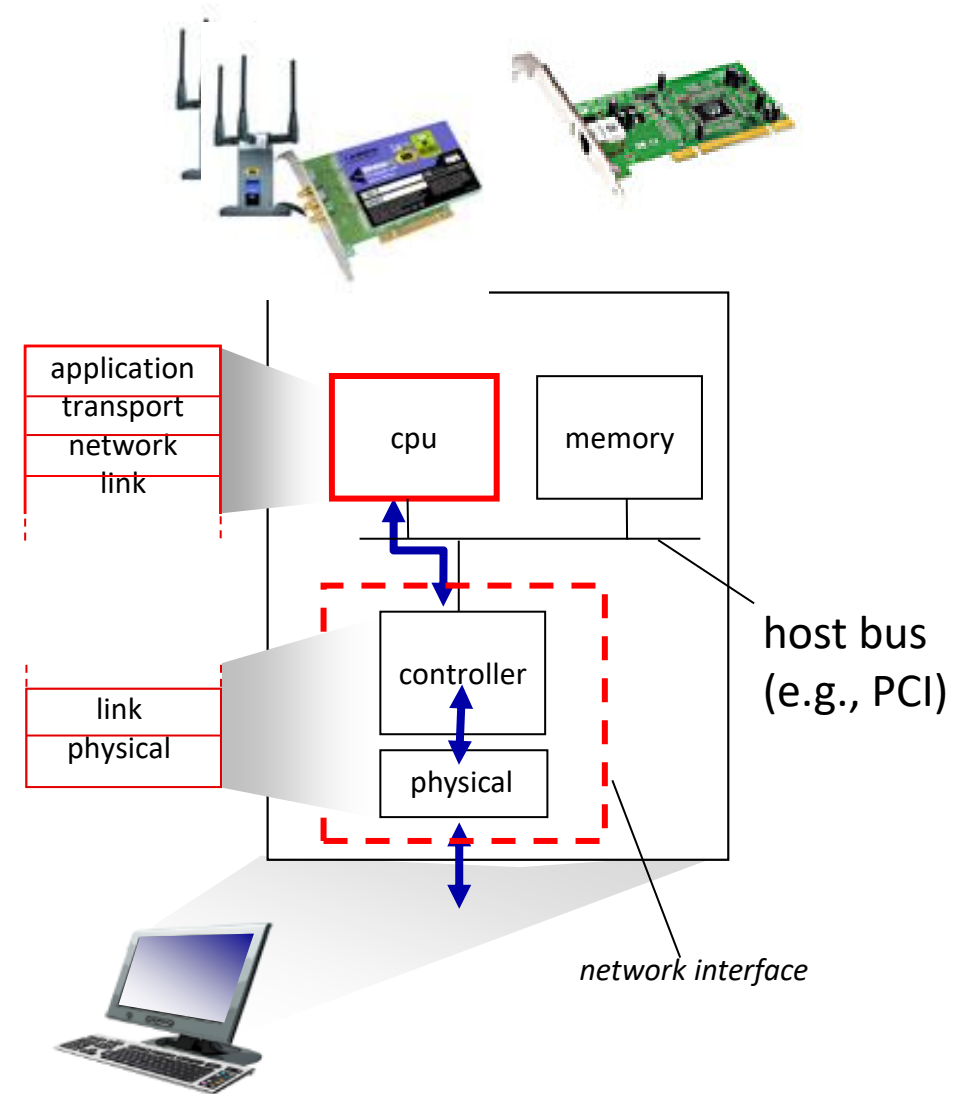 application
transport
network
link
cpu
memory
host bus
(e.g., PCI)
controller
link
physical
physical
network interface